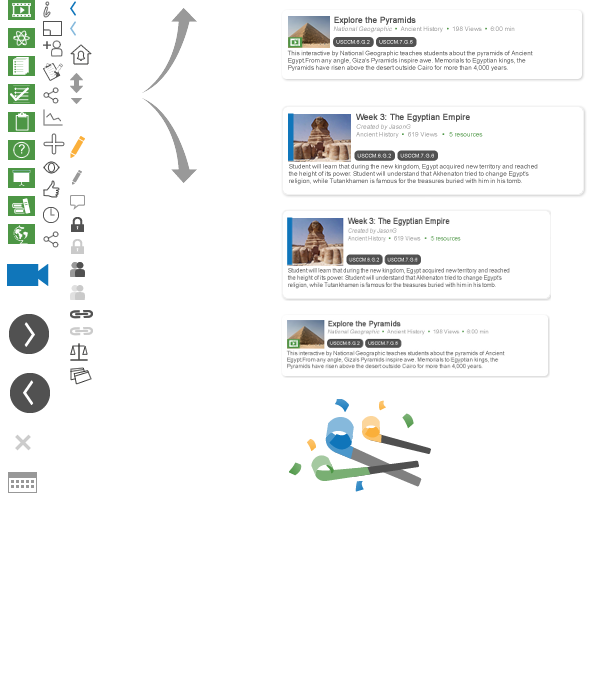 Explore the Pyramids
National Geographic • Ancient History • 198 Views • 8:00 min
USCCM 6.G.2 USCCM 7.G.6
This interactive by National Geographic teaches students about the pyramids of Ancient
Egypt.From any angle, Giza's Pyramids inspire awe. Memorials to Egyptian kings, the
Pyramids have risen above the desert outside Cairo for more than 4,000 years.
Week 3: The Egyptian Empire
Created by JasonG
Ancient History • 819 Views • 5 resources
USCCM 6.G.2 USCCM 7.G.6
Student will learn that during the new kingdom, Egypt acquired new territory and reached
the height of its power. Student will understand that Akhenaton tried to change Egypt's
religion, while Tutankhamen is famous for the treasures buried with him in his tomb.
Week 3: The Egyptian Empire
Created by JasonG
Ancient History • 819 Views • 5 resources
USCCM 6.G.2 USCCM 7.G.6
Student will learn that during the new kingdom, Egypt acquired new territory and reached
the height of its power. Student will understand that Akhenaton tried to change Egypt's
religion, while Tutankhamen is famous for the treasures buried with him in his tomb.
Explore the Pyramids
National Geographic • Ancient History • 198 Views • 8:00 min
USCCM 6.G.2 USCCM 7.G.6
This interactive by National Geographic teaches students about the pyramids of Ancient
Egypt.From any angle, Giza's Pyramids inspire awe. Memorials to Egyptian kings, the
Pyramids have risen above the desert outside Cairo for more than 4,000 years.